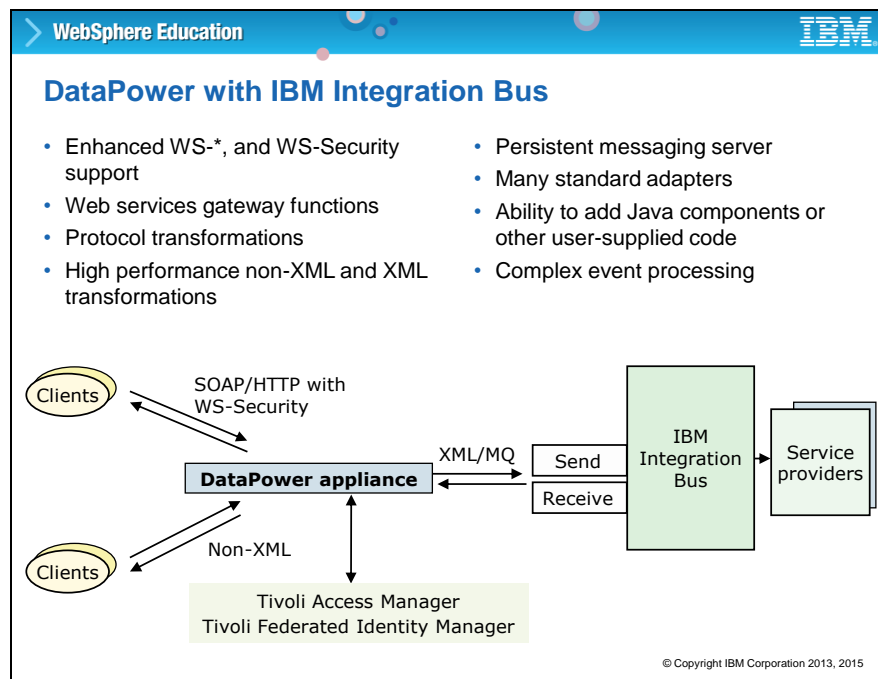 WebSphere Education
IBM
DataPower with IBM Integration Bus
• Enhanced WS-*, and WS-Security
support
• Web services gateway functions
• Protocol transformations
• High performance non-XML and XML
transformations
• Persistent messaging server
• Many standard adapters
• Ability to add Java components or
other user-supplied code
• Complex event processing
Clients
SOAP/HTTP with
WS-Security
DataPower appliance
XML/MQ
Send
Receive
IBM
Integration
Bus
Service
providers
Clients
Non-XML
Tivoli Access Manager
Tivoli Federated Identity Manager
© Copyright IBM Corporation 2013, 2015